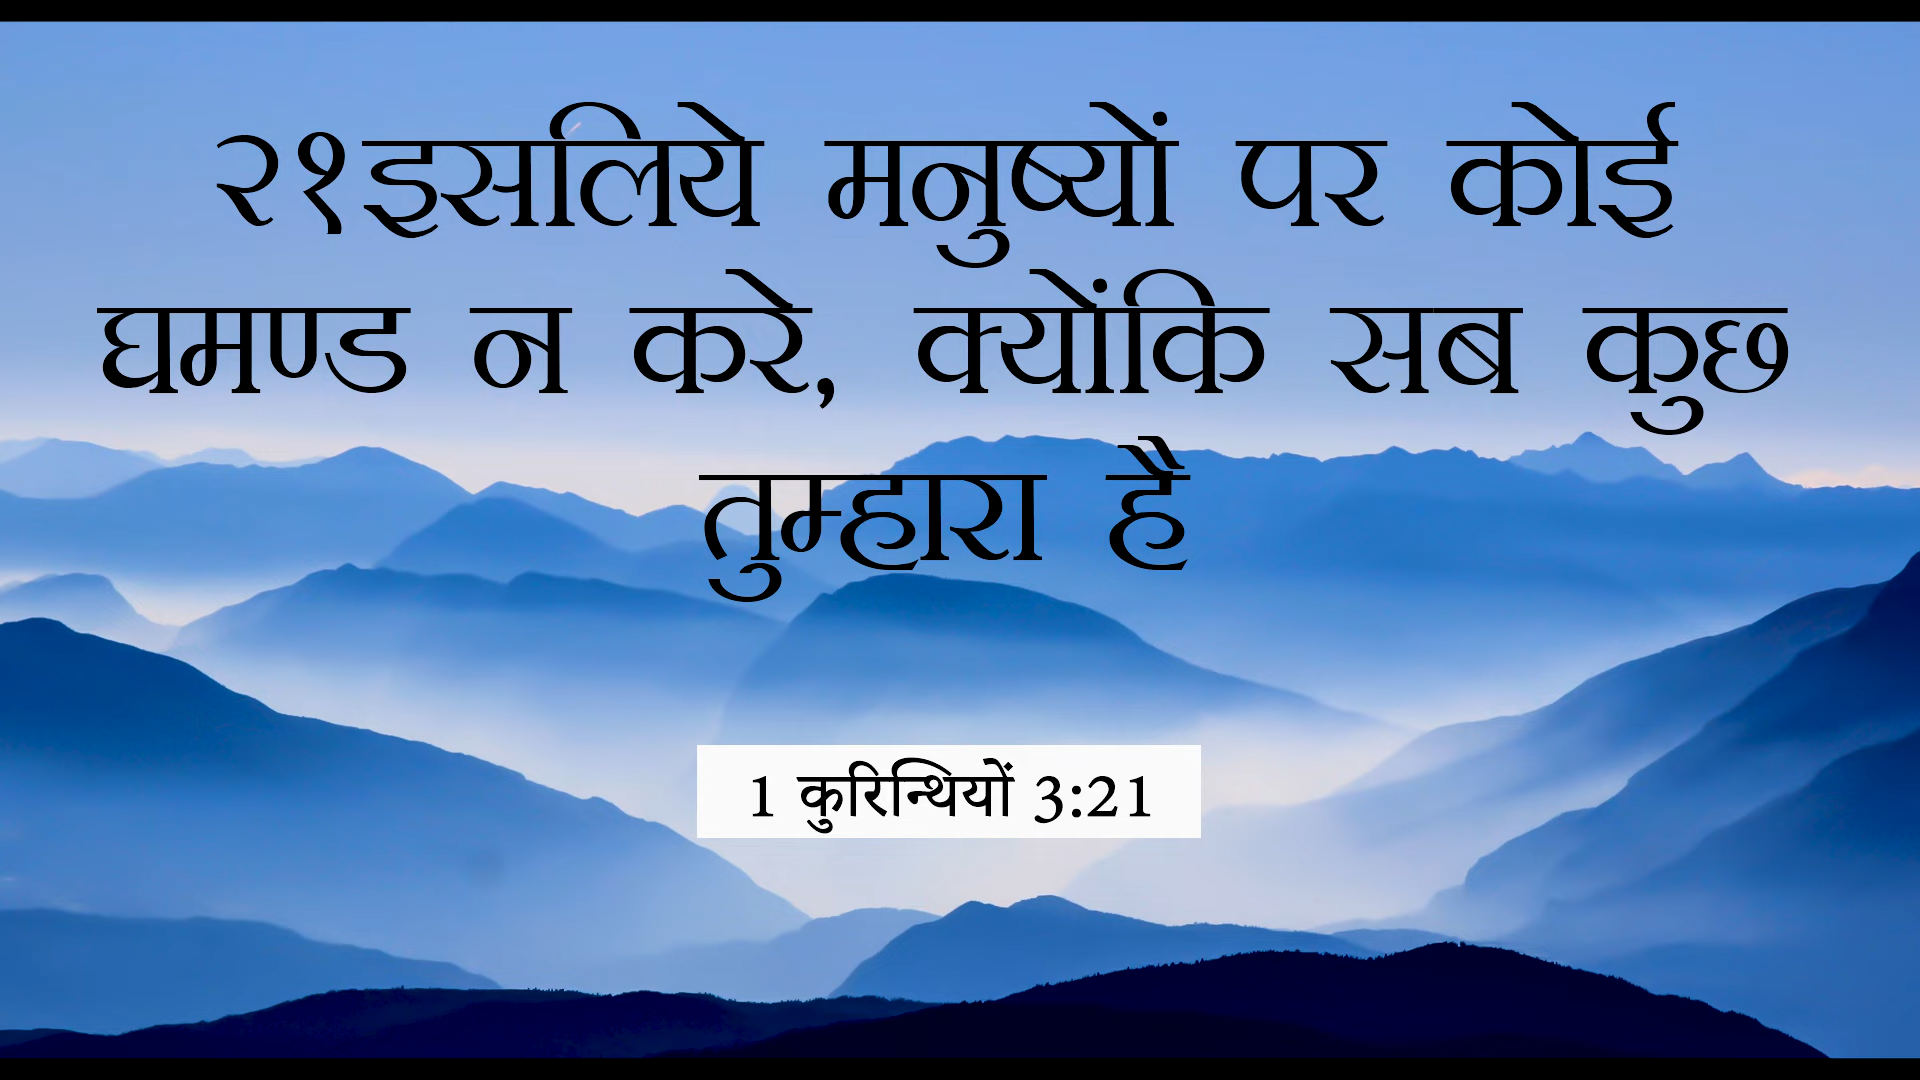 २१इसलिये मनुष्यों पर कोई
घमण्ड न करे, क्योंकि सब कुछ
तुम्हारा है
1 कुरिन्थियों 3:21